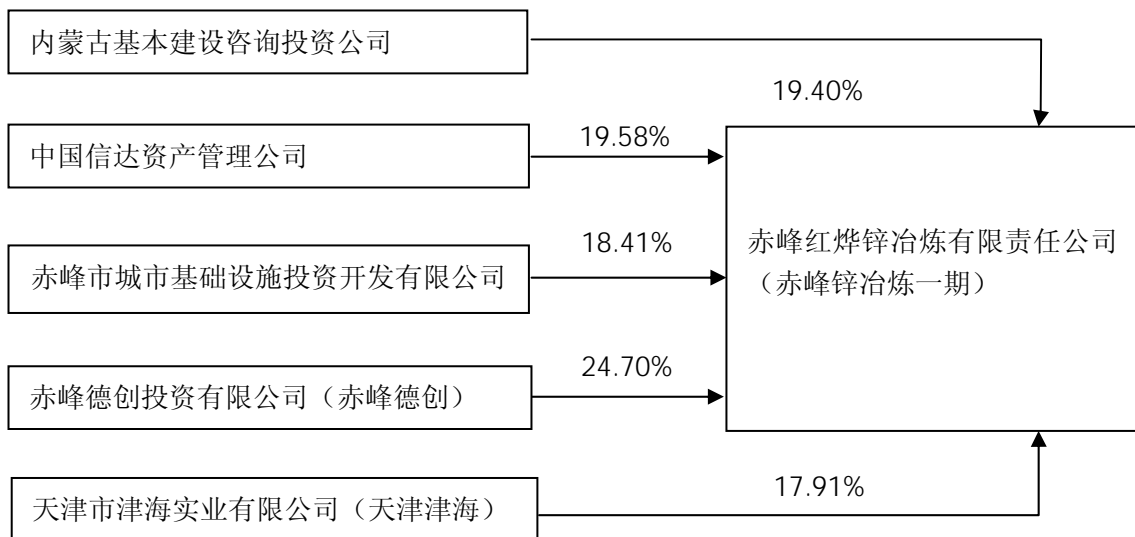 内蒙古基本建设咨询投资公司
19.40%
中国信达资产管理公司
19.58%
赤峰市城市基础设施投资开发有限公司
18.41%
赤峰红烨锌冶炼有限责任公司
（赤峰锌冶炼一期）
赤峰德创投资有限公司（赤峰德创）
24.70%
天津市津海实业有限公司（天津津海）
17.91%